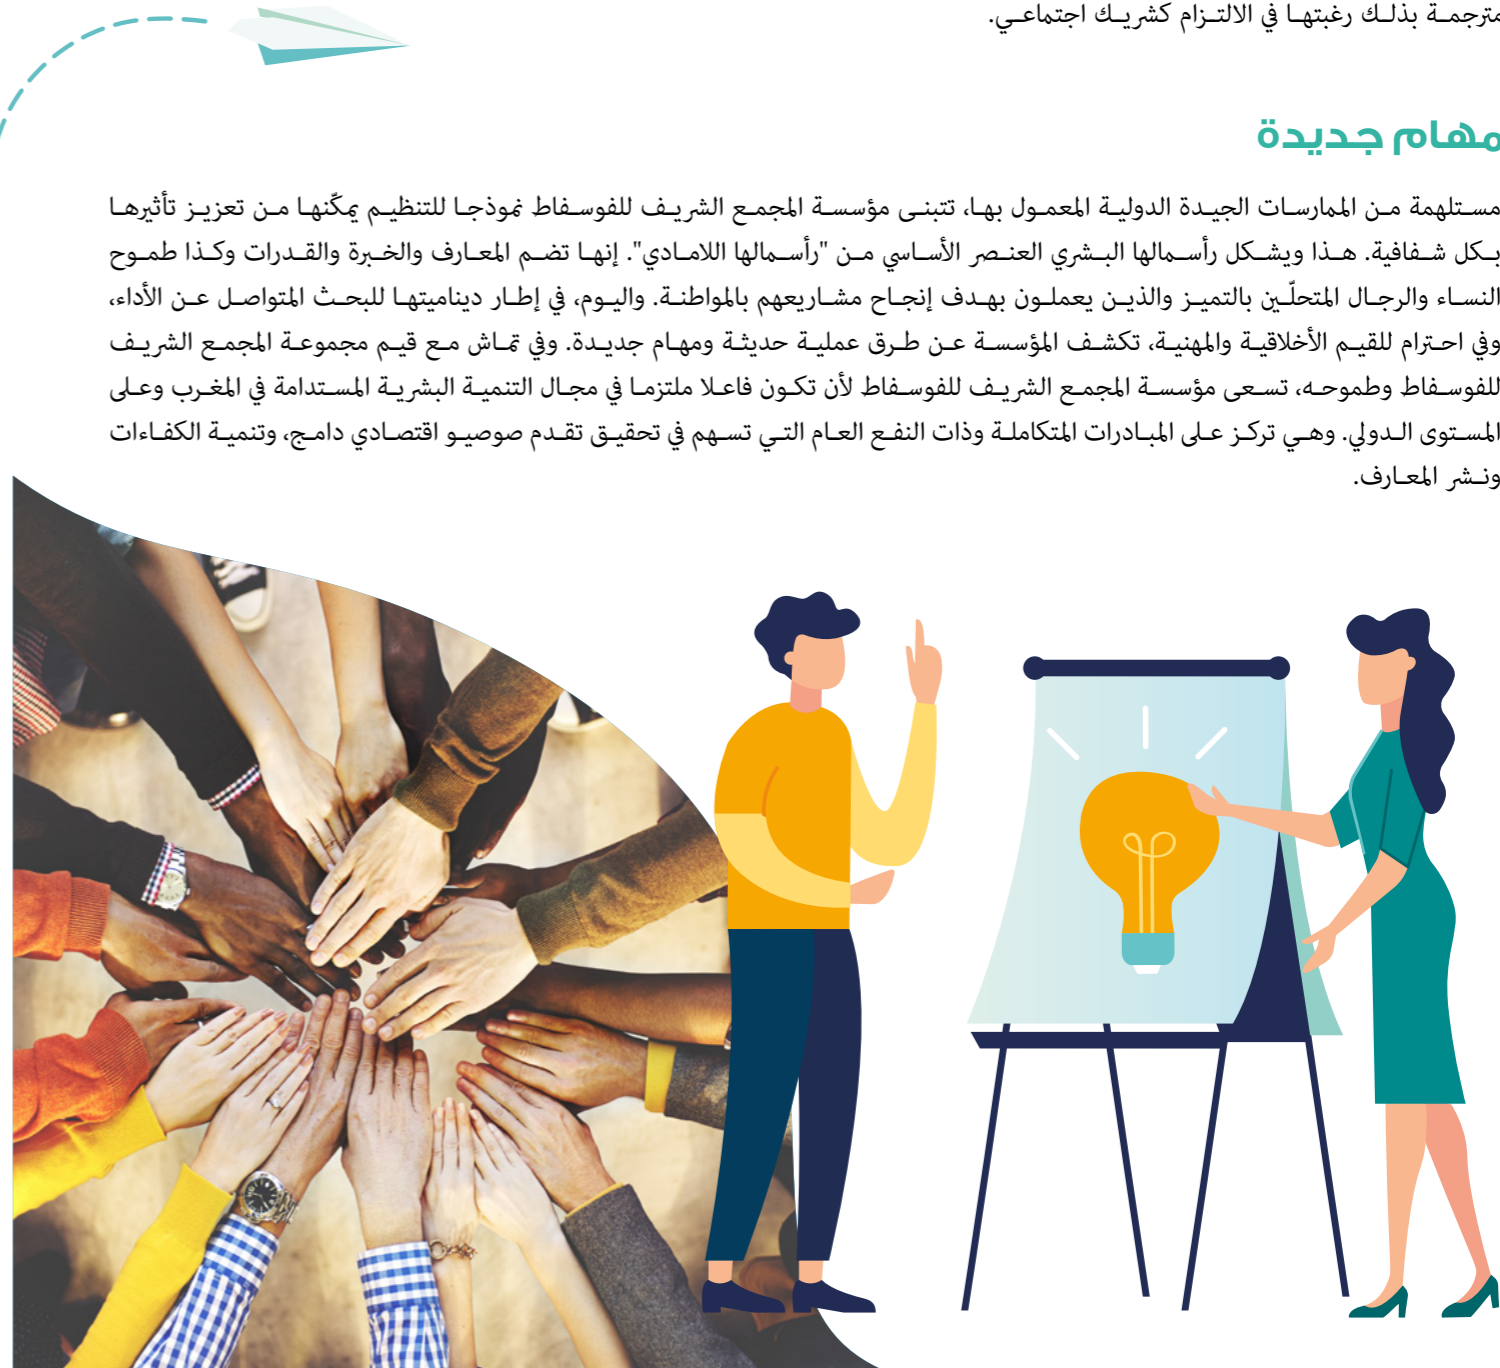 مترجمة بذلك رغبتها في الالتزام كشريك اجتماعي.
مهام جديدة
مستلهمة من الممارسات الجيدة الدولية المعمول بها، تتبنى مؤسسة المجمع الشريف للفوسفاط نموذجا للتنظيم يمكّنها من تعزيز تأثيرها
بكل شفافية. هذا ويشكل رأسمالها البشري العنصر الأساسي من "رأسمالها اللامادي". إنها تضم المعارف والخبرة والقدرات وكذا طموح
النساء والرجال المتحلّين بالتميز والذين يعملون بهدف إنجاح مشاريعهم بالمواطنة. واليوم، في إطار ديناميتها للبحث المتواصل عن الأداء،
وفي احترام للقيم الأخلاقية والمهنية، تكشف المؤسسة عن طرق عملية حديثة ومهام جديدة. وفي تماش مع قيم مجموعة المجمع الشريف
للفوسفاط وطموحه، تسعى مؤسسة المجمع الشريف للفوسفاط لأن تكون فاعلا ملتزما في مجال التنمية البشرية المستدامة في المغرب وعلى
المستوى الدولي. وهي تركز على المبادرات المتكاملة وذات النفع العام التي تسهم في تحقيق تقدم صوصيو اقتصادي دامج، وتنمية الكفاءات
ونشر المعارف.